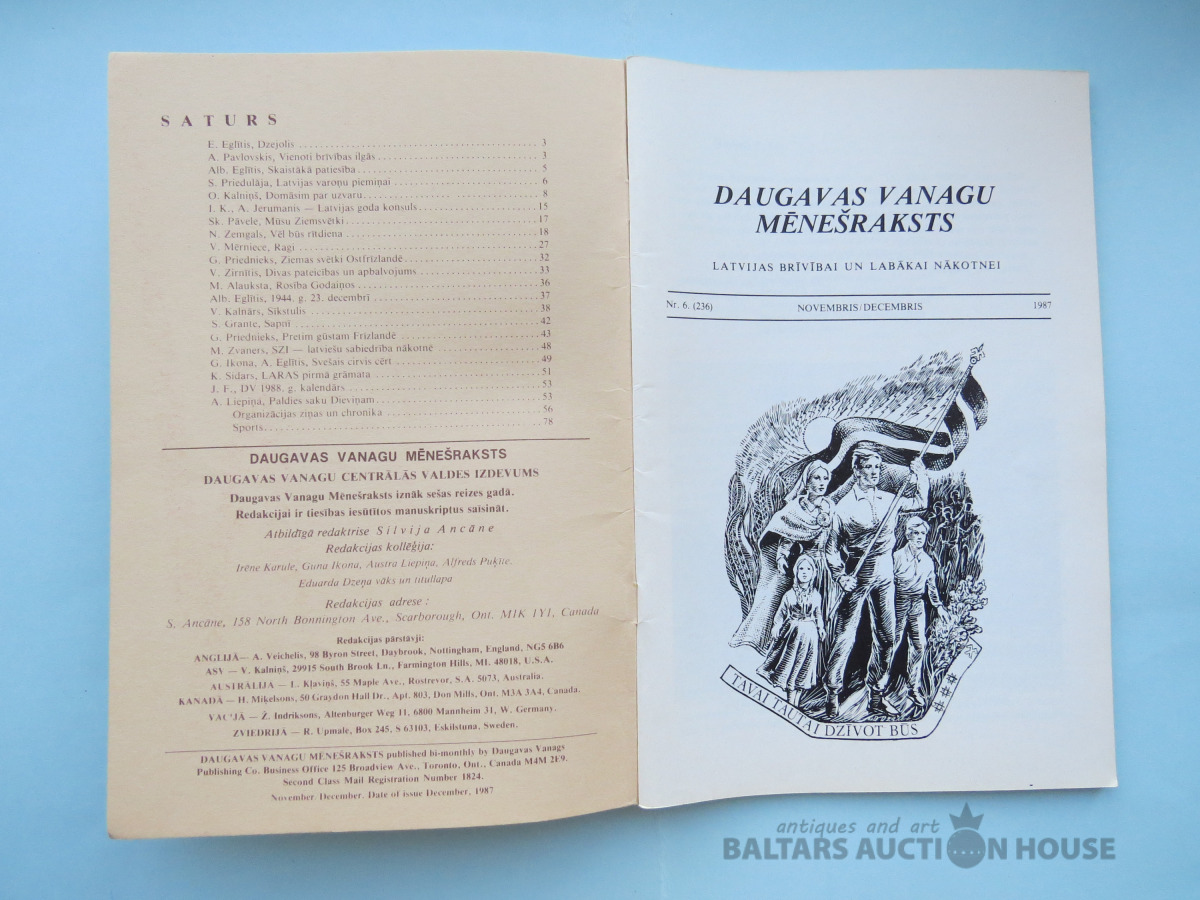 SATURS
E. Eglītis, Dzejolis ........ 3
A. Pavlovskis, Vienoti brīvības ilgās ........ 3
Alb. Eglītis, Skaistākā patiesība ........ 5
S. Priedulāja, Latvijas varoņu piemiņai ........ 6
O. Kalniņš, Domāsim par uzvaru ........ 8
I. K., A. Jerumanis — Latvijas goda konsuls ........ 15
Sk. Pāvele, Mūsu Ziemsvētki ........ 17
N. Zemgals, Vēl būs rītdiena ........ 18
V. Mērniece, Ragi ........ 27
G. Priednieks, Ziemas svētki Ostfrīzlandē ........ 32
V. Zirnītis, Divas pateicības un apbalvojums ........ 33
M. Alauksta, Rosība Godaiņos ........ 36
Alb. Eglītis, 1944. g. 23. decembrī ........ 37
V. Kalnārs, Sīkstulis ........ 38
S. Grante, Sapnī ........ 42
G. Priednieks, Pretim gūstam Frīzlandē ........ 43
M. Zvaners, SZI — latviešu sabiedrība nākotnē ........ 48
G. Ikona, A. Eglītis, Svešais cirvis cērt ........ 49
K. Sidars, LARAS pirmā grāmata ........ 51
J. F., DV 1988. g. kalendārs ........ 53
A. Liepiņa, Paldies saku Dieviņam ........ 53
Organizācijas ziņas un chronika ........ 56
Sports ........ 78
DAUGAVAS VANAGU MĒNEŠRAKSTS
DAUGAVAS VANAGU CENTRĀLĀS VALDES IZDEVUMS
Daugavas Vanagu Mēnešraksts iznāk sešas reizes gadā.
Redakcijai ir tiesības iesūtītos manuskriptus saīsināt.
Atbildīgā redaktrise Silvija Ancāne
Redakcijas kollēģija:
Irēne Karule, Guna Ikona, Austra Liepiņa, Alfreds Puķīte.
Eduarda Dzeņa vāks un titullapa
Redakcijas adrese:
S. Ancāne, 158 North Bonnington Ave., Scarborough, Ont. M1K 1Y1, Canada
Redakcijas pārstāvji:
ANGLIJĀ— A. Veichelis, 98 Byron Street, Daybrook, Nottingham, England, NG5 6B6
ASV — V. Kalniņš, 29915 South Brook Ln., Farmington Hills, MI. 48018, U.S.A.
AUSTRĀLIJA — L. Kļaviņš, 55 Maple Ave., Rostrevor, S.A. 5073, Australia.
KANADĀ — H. Miķelsons, 50 Graydon Hall Dr., Apt. 803, Don Mills, Ont. M3A 3A4, Canada.
VĀC'JĀ — Ž. Indriksons, Altenburger Weg 11, 6800 Mannheim 31, W. Germany.
ZVIEDRIJĀ — R. Upmale, Box 245, S 63103, Eskilstuna, Sweden.
DAUGAVAS VANAGU MĒNEŠRAKSTS published bi-monthly by Daugavas Vanags
Publishing Co. Business Office 125 Broadview Ave., Toronto, Ont., Canada M4M 2E9.
Second Class Mail Registration Number 1824.
November. December. Date of issue December, 1987
DAUGAVAS VANAGU
MĒNEŠRAKSTS
LATVIJAS BRĪVĪBAI UN LABĀKAI NĀKOTNEI
Nr. 6. (236) NOVEMBRIS/DECEMBRIS 1987
TAVAI TAUTAI DZĪVOT BŪS
antiques and art
BALTARS AUCTION HOUSE